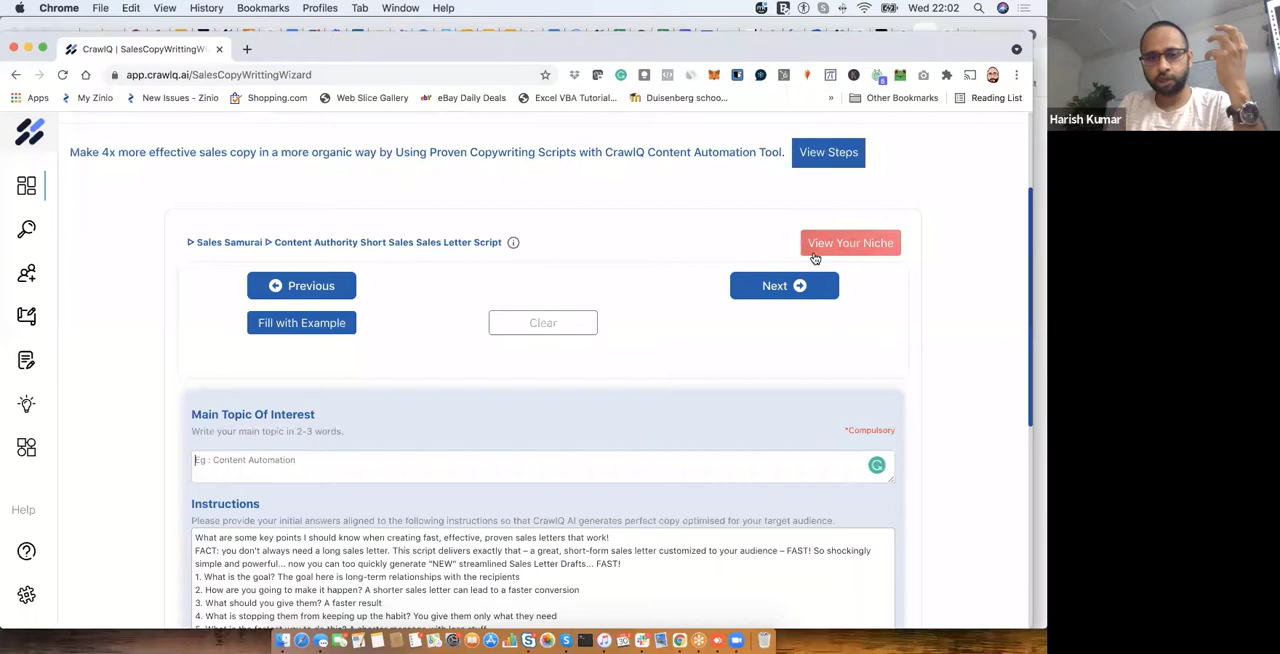 Chrome File Edit View History Bookmarks Profiles Tab Window Help Wed 22:02
CrawlQ | SalesCopyWrittingWi
app.crawlq.ai/SalesCopyWrittingWizard
Apps My Zinio New Issues - Zinio Shopping.com Web Slice Gallery eBay Daily Deals Excel VBA Tutorial... Duisenberg schoo... » Other Bookmarks Reading List
Harish Kumar
Make 4x more effective sales copy in a more organic way by Using Proven Copywriting Scripts with CrawlQ Content Automation Tool. View Steps
Sales Samurai Content Authority Short Sales Sales Letter Script View Your Niche
Previous Next
Fill with Example Clear
Main Topic Of Interest
Write your main topic in 2-3 words. *Compulsory
Eg : Content Automation
Instructions
Please provide your initial answers aligned to the following instructions so that CrawlQ AI generates perfect copy optimised for your target audience.
What are some key points I should know when creating fast, effective, proven sales letters that work!
FACT: you don't always need a long sales letter. This script delivers exactly that – a great, short-form sales letter customized to your audience – FAST! So shockingly
simple and powerful... now you can too quickly generate "NEW" streamlined Sales Letter Drafts... FAST!
1. What is the goal? The goal here is long-term relationships with the recipients
2. How are you going to make it happen? A shorter sales letter can lead to a faster conversion
3. What should you give them? A faster result
4. What is stopping them from keeping up the habit? You give them only what they need
Help